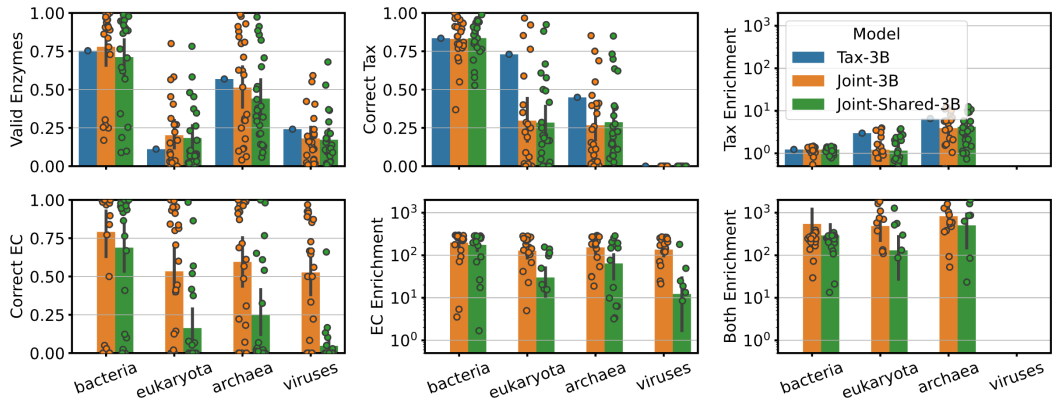 Valid Enzymes
1.00
0.75
0.50
0.25
0.00
Correct Tax
1.00
0.75
0.50
0.25
0.00
Tax Enrichment
10³
10²
10¹
10⁰
Model
Tax-3B
Joint-3B
Joint-Shared-3B
Correct EC
1.00
0.75
0.50
0.25
0.00
bacteria
eukaryota
archaea
viruses
EC Enrichment
10³
10²
10¹
10⁰
bacteria
eukaryota
archaea
viruses
Both Enrichment
10³
10²
10¹
10⁰
bacteria
eukaryota
archaea
viruses